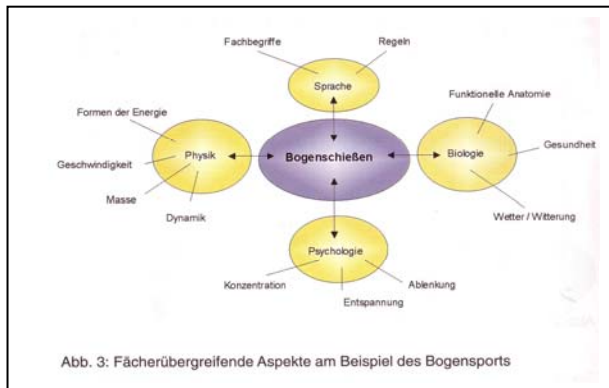 Fachbegriffe
Regeln
Sprache
Formen der Energie
Geschwindigkeit
Masse
Dynamik
Physik
Bogenschießen
Biologie
Funktionelle Anatomie
Gesundheit
Wetter / Witterung
Psychologie
Konzentration
Entspannung
Ablenkung
Abb. 3: Fächerübergreifende Aspekte am Beispiel des Bogensports